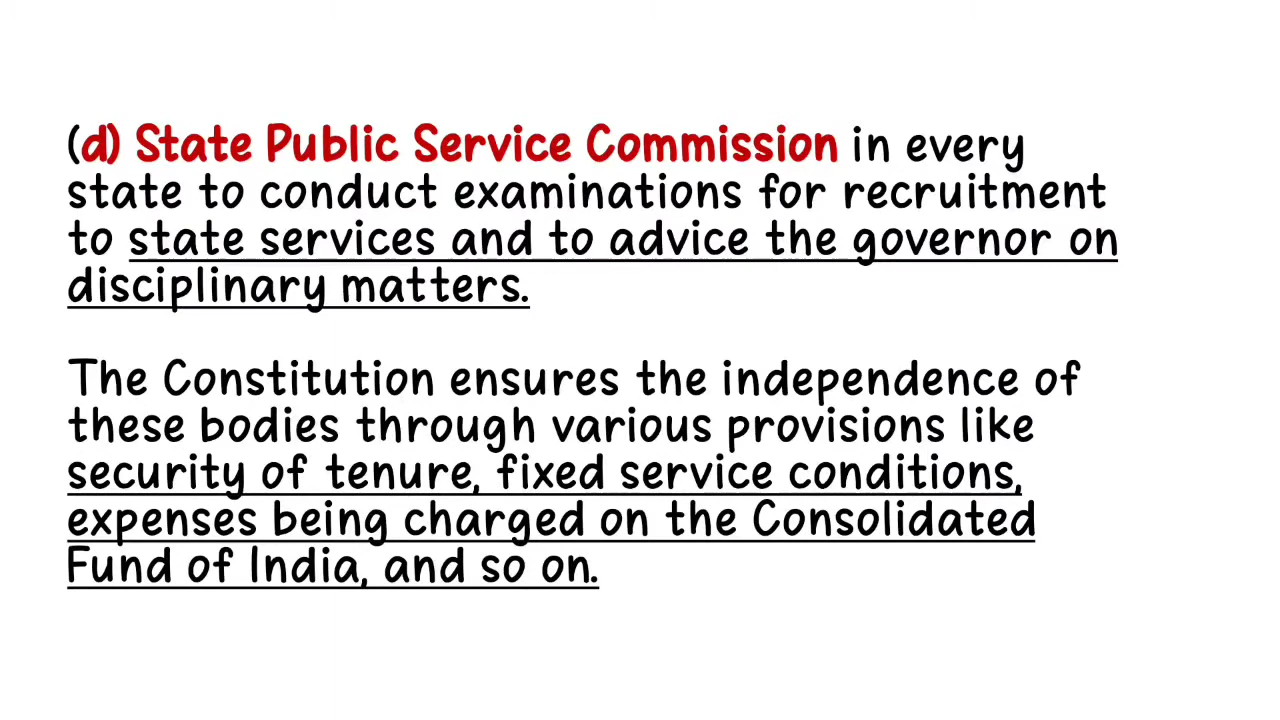 (d) State Public Service Commission in every
state to conduct examinations for recruitment
to state services and to advice the governor on
disciplinary matters.
The Constitution ensures the independence of
these bodies through various provisions like
security of tenure, fixed service conditions,
expenses being charged on the Consolidated
Fund of India, and so on.